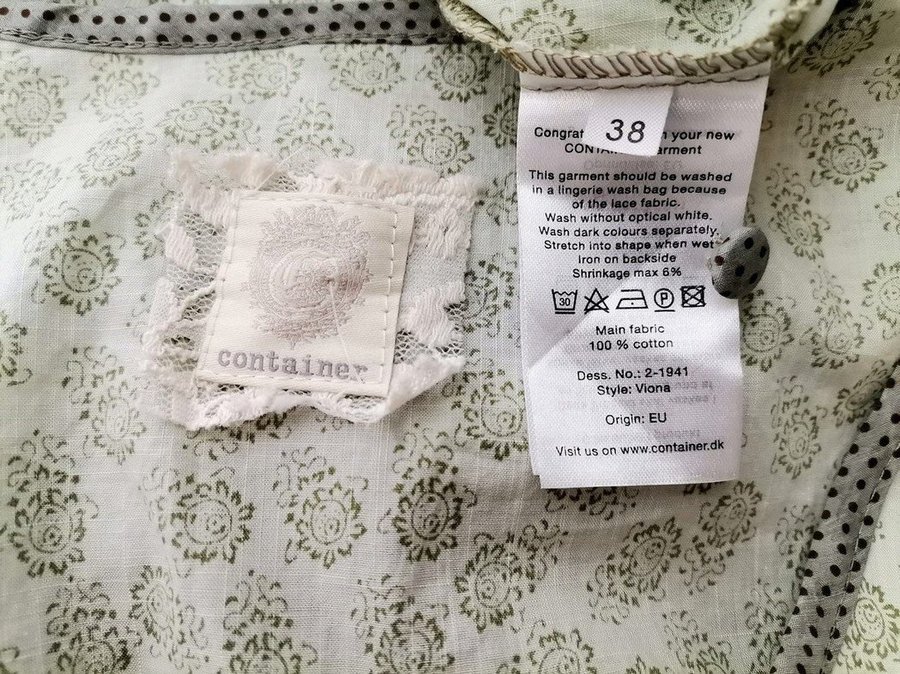 container
38
Congrat n your new
CONTA arment
This garment should be washed
in a lingerie wash bag because
of the lace fabric.
Wash without optical white.
Wash dark colours separately.
Stretch into shape when wet
Iron on backside
Shrinkage max 6%
30 P
Main fabric
100 % cotton
Dess. No.: 2-1941
Style: Viona
Origin: EU
Visit us on www.container.dk